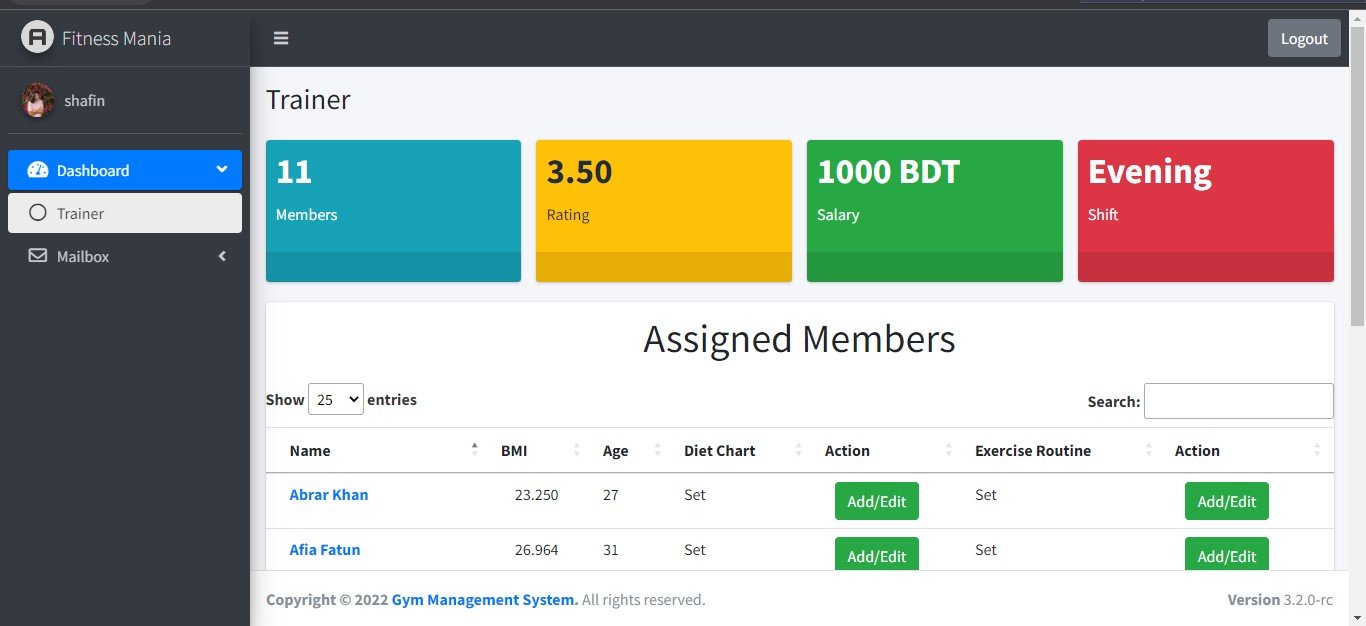 Fitness Mania
Logout
shafin
Trainer
Dashboard
Trainer
Mailbox
11
Members
3.50
Rating
1000 BDT
Salary
Evening
Shift
Assigned Members
Show 25 entries
Search:
Name BMI Age Diet Chart Action Exercise Routine Action
Abrar Khan 23.250 27 Set Add/Edit Set Add/Edit
Afia Fatun 26.964 31 Set Add/Edit Set Add/Edit
Copyright © 2022 Gym Management System. All rights reserved.
Version 3.2.0-rc